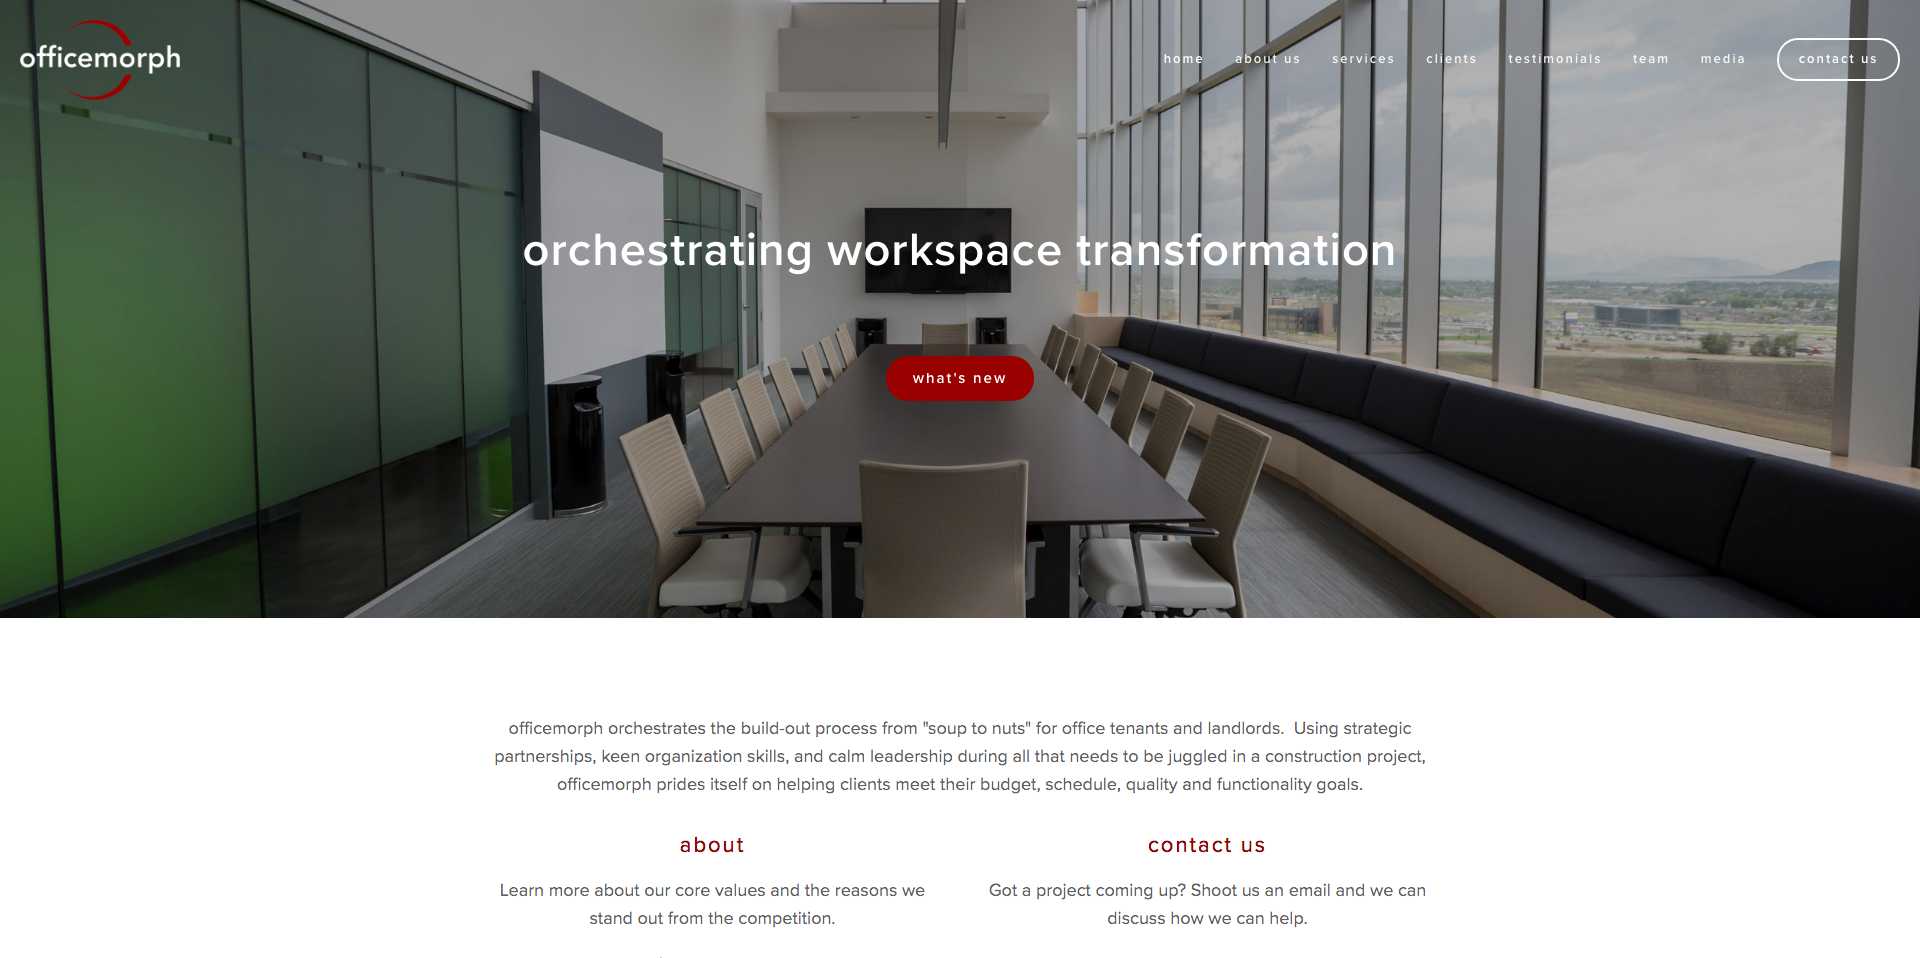 officemorph
home about us services clients testimonials team media contact us
orchestrating workspace transformation
what's new
officemorph orchestrates the build-out process from "soup to nuts" for office tenants and landlords.  Using strategic
partnerships, keen organization skills, and calm leadership during all that needs to be juggled in a construction project,
officemorph prides itself on helping clients meet their budget, schedule, quality and functionality goals.
about
Learn more about our core values and the reasons we
stand out from the competition.
contact us
Got a project coming up? Shoot us an email and we can
discuss how we can help.